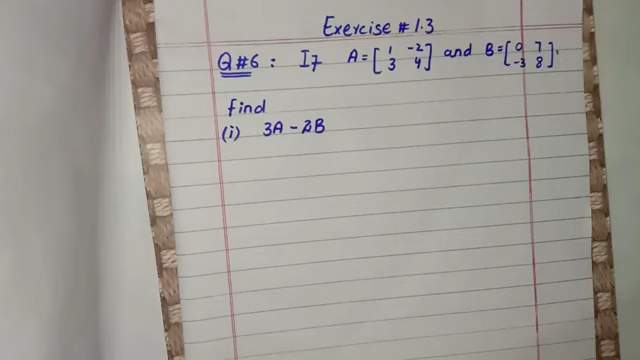 Exercise # 1.3
Q#6 : If A = [1 -2 3 4] and B = [0 7 -3 8],
find
(i) 3A - 2B